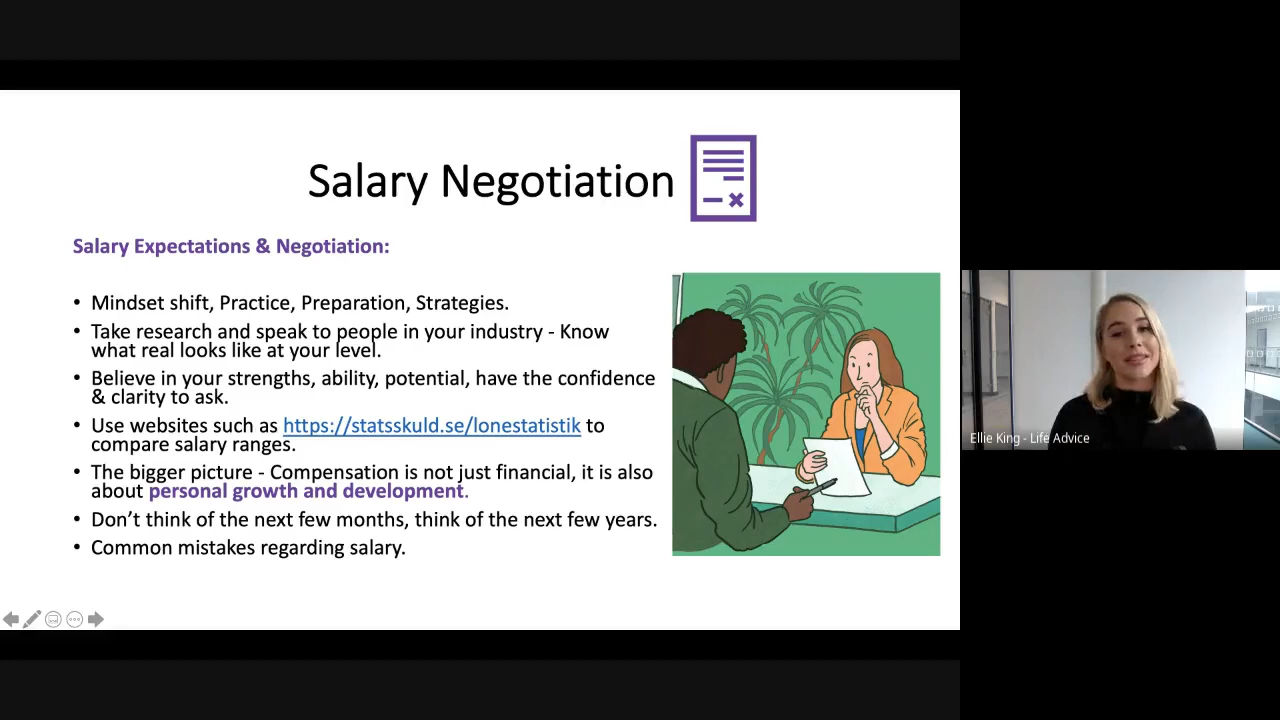 Salary Negotiation
Salary Expectations & Negotiation:
• Mindset shift, Practice, Preparation, Strategies.
• Take research and speak to people in your industry - Know
what real looks like at your level.
• Believe in your strengths, ability, potential, have the confidence
& clarity to ask.
• Use websites such as https://statsskuld.se/lonestatistik to
compare salary ranges.
• The bigger picture - Compensation is not just financial, it is also
about personal growth and development.
• Don’t think of the next few months, think of the next few years.
• Common mistakes regarding salary.
Ellie King - Life Advice